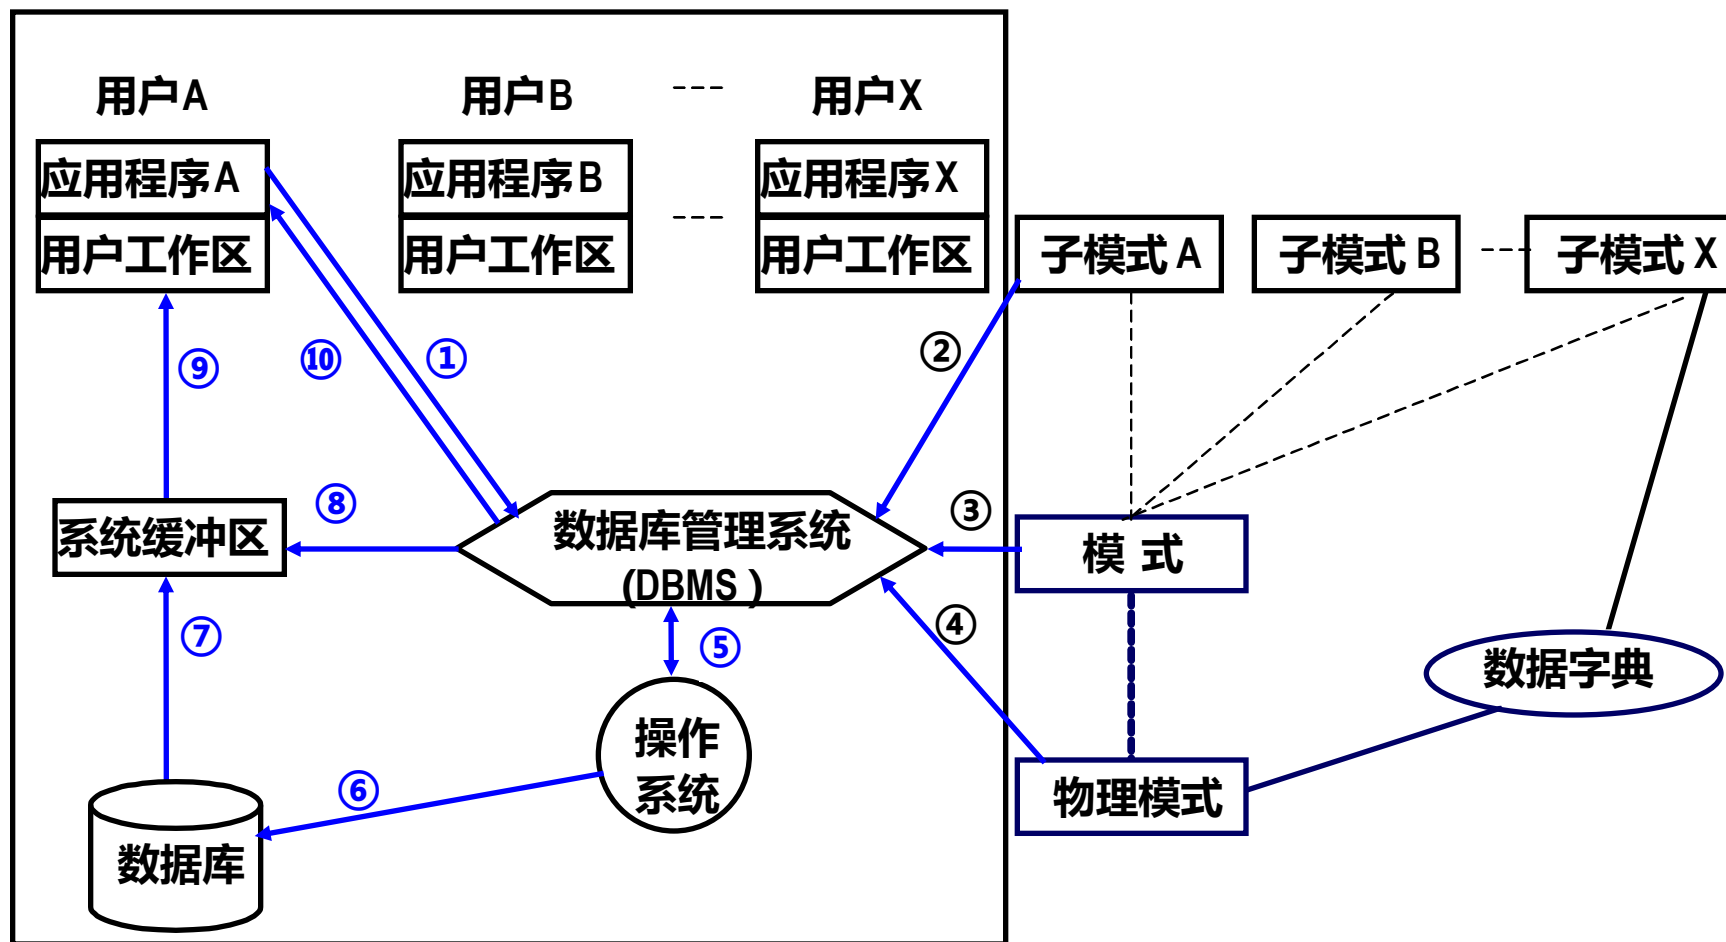 用户A
用户B
用户X
应用程序A
应用程序B
应用程序X
用户工作区
用户工作区
用户工作区
子模式 A
子模式 B
子模式 X
⑨
⑩
①
②
系统缓冲区
⑧
数据库管理系统
(DBMS )
③
模 式
⑦
⑤
④
数据字典
操作
系统
⑥
物理模式
数据库